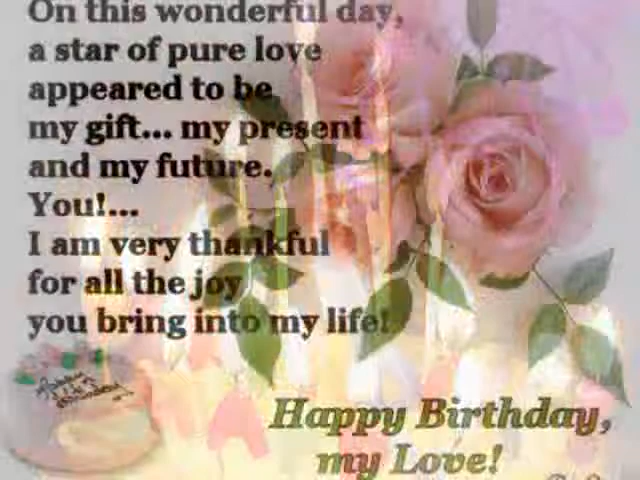 On this wonderful day,
a star of pure love
appeared to be
my gift... my present
and my future.
You!...
I am very thankful
for all the joy
you bring into my life!
Happy Birthday,
my Love!